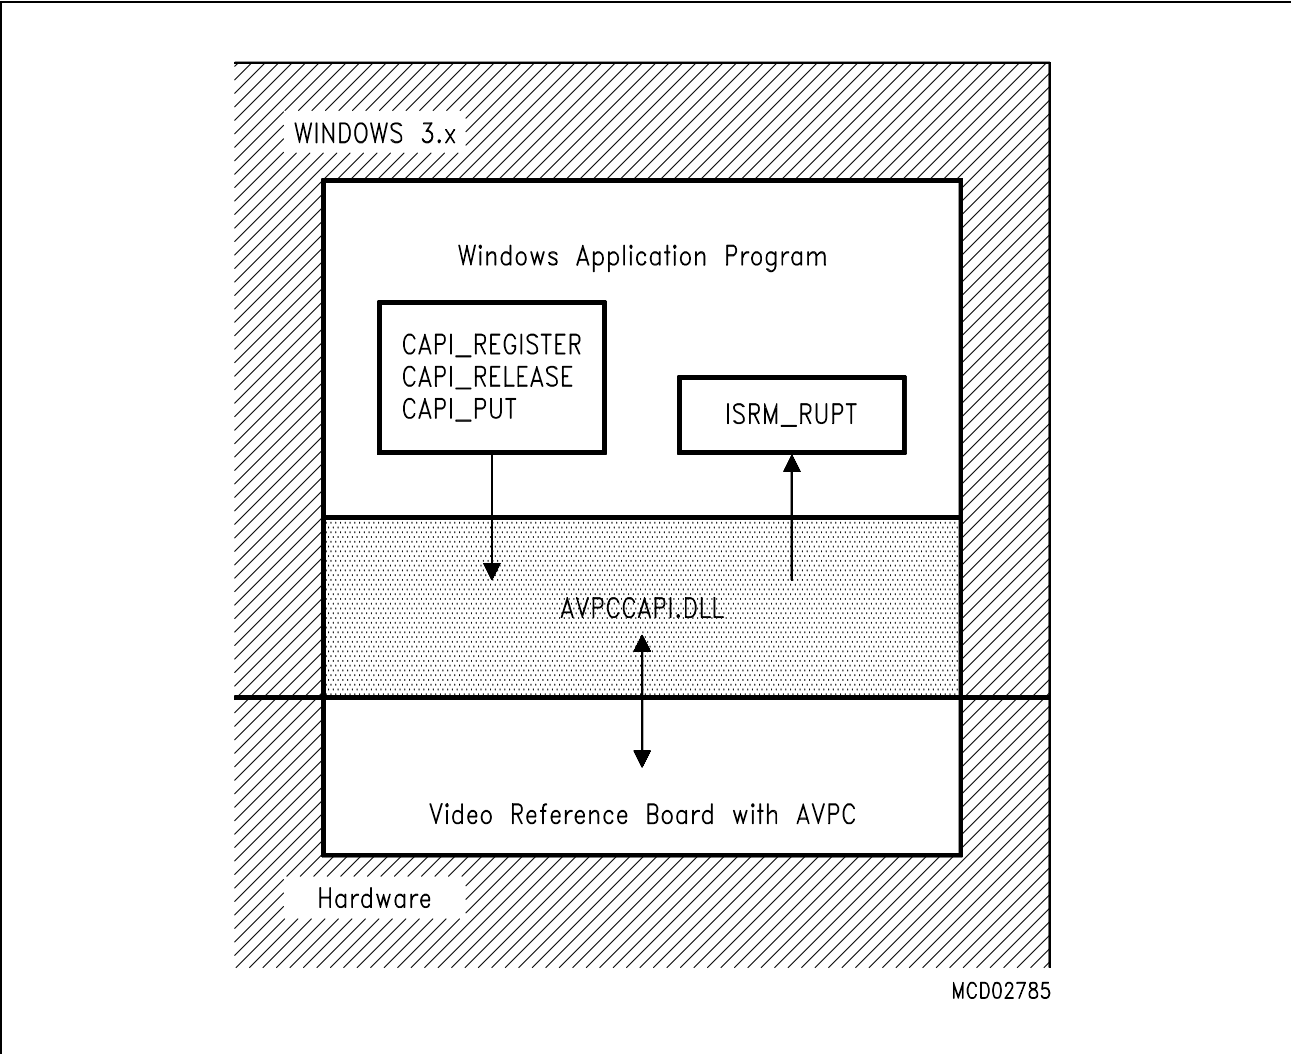 WINDOWS 3.x
Windows Application Program
CAPI_REGISTER
CAPI_RELEASE
CAPI_PUT
ISRM_RUPT
AVPCCAPI.DLL
Video Reference Board with AVPC
Hardware
MCD02785